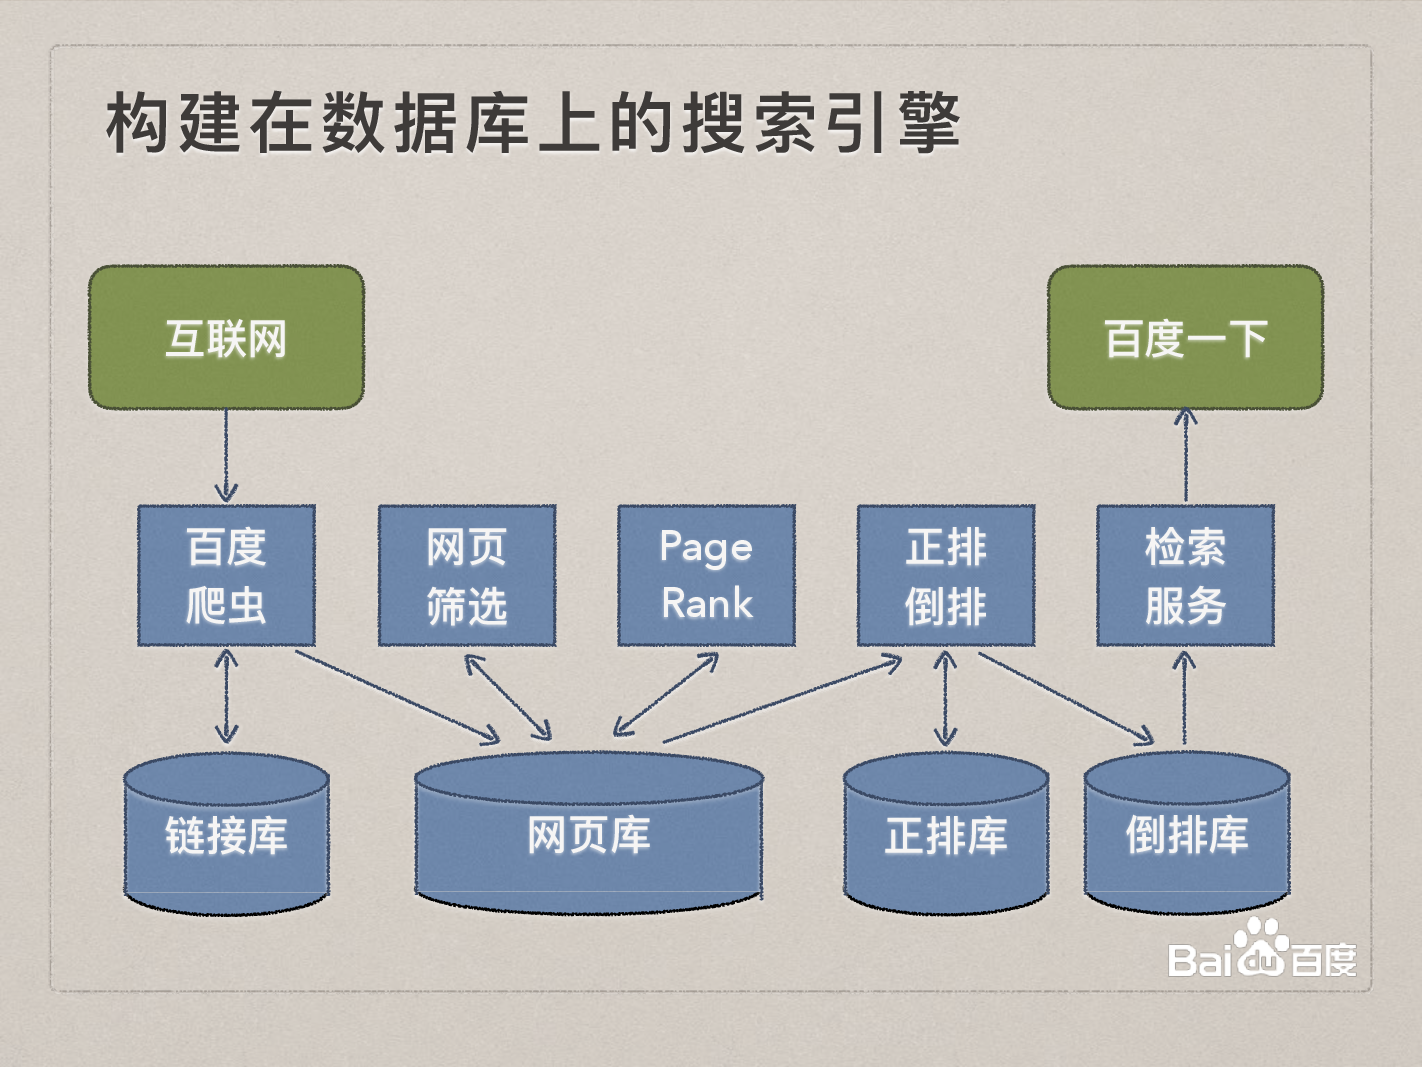 构建在数据库上的搜索引擎
互联网
百度一下
百度
爬虫
网页
筛选
Page
Rank
正排
倒排
检索
服务
链接库
网页库
正排库
倒排库
Bai du 百度